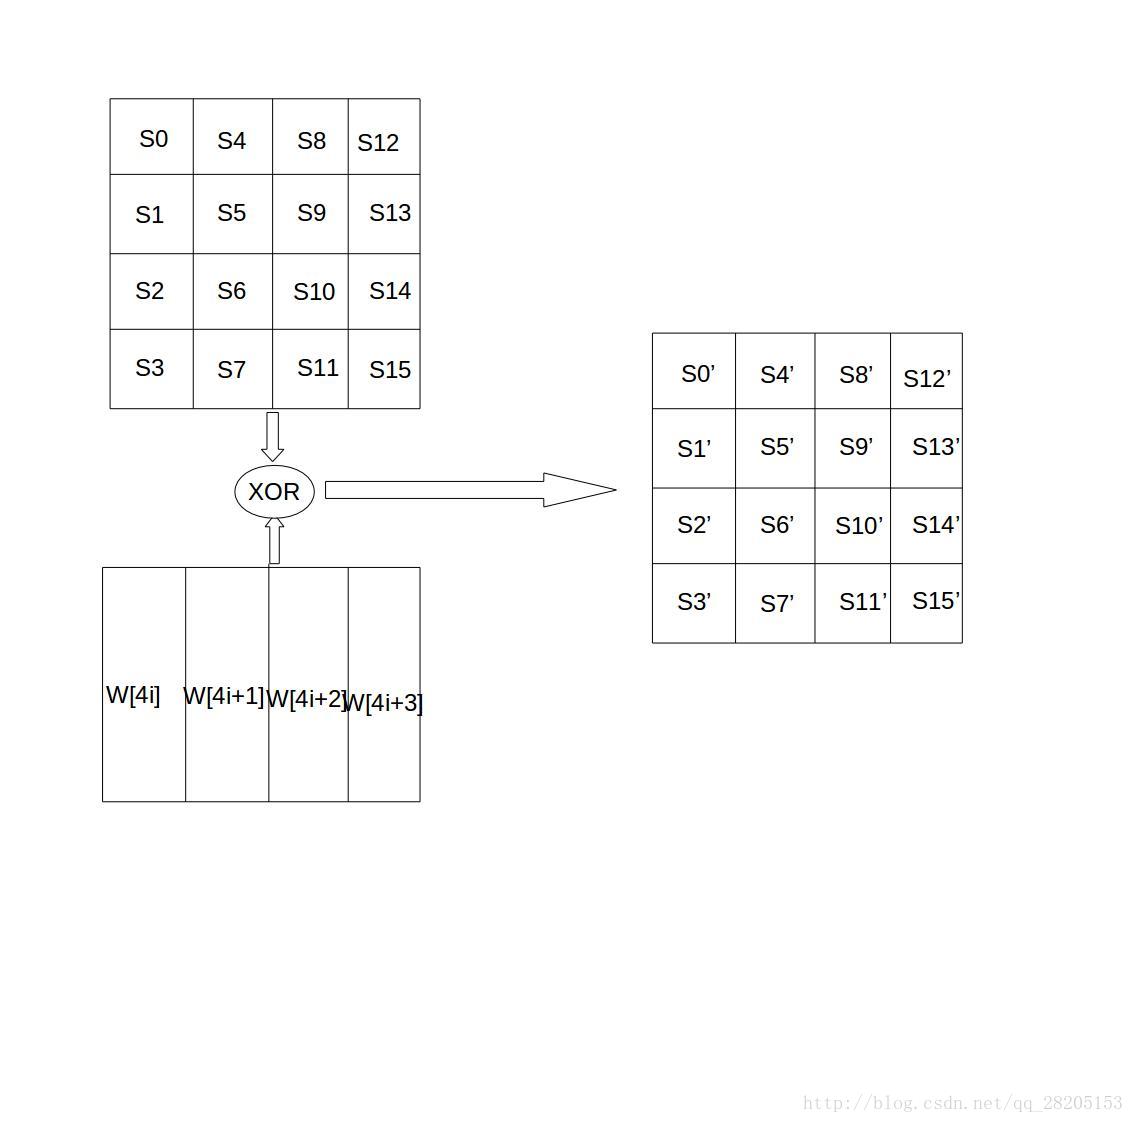 S0 S4 S8 S12
S1 S5 S9 S13
S2 S6 S10 S14
S3 S7 S11 S15
XOR
W[4i] W[4i+1] W[4i+2] W[4i+3]
S0’ S4’ S8’ S12’
S1’ S5’ S9’ S13’
S2’ S6’ S10’ S14’
S3’ S7’ S11’ S15’
http://blog.csdn.net/qq_28205153